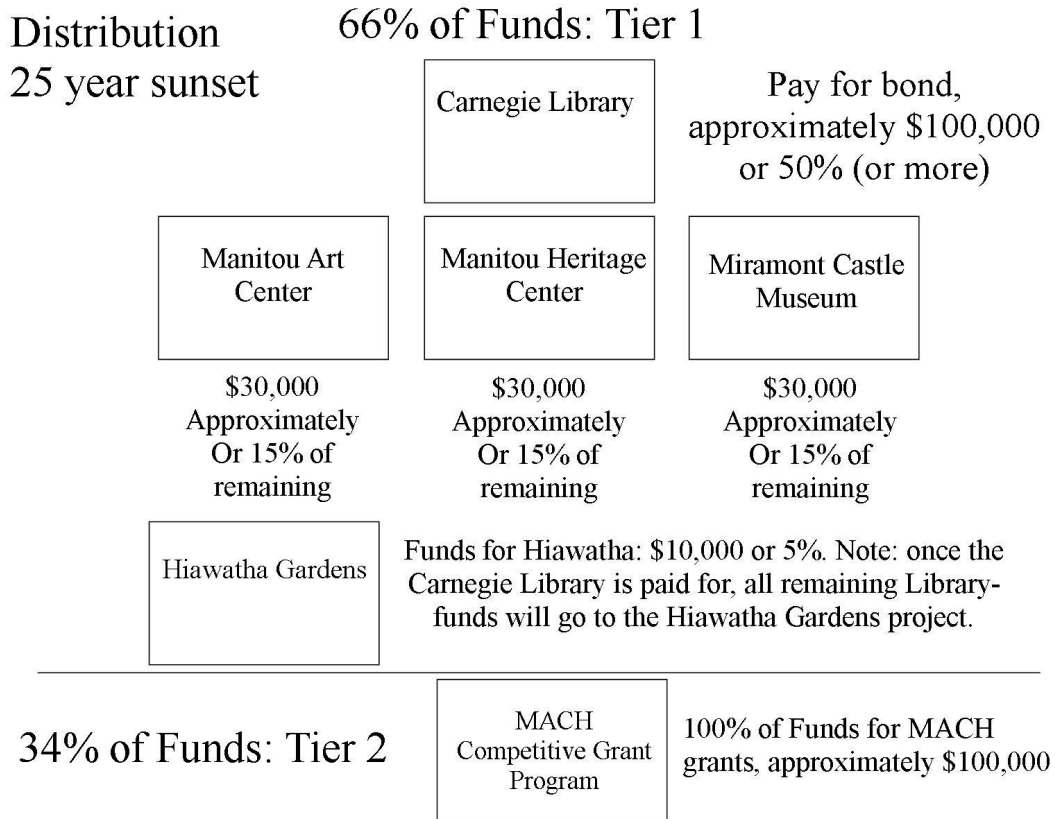 Distribution
25 year sunset
66% of Funds: Tier 1
Carnegie Library
Pay for bond,
approximately $100,000
or 50% (or more)
Manitou Art
Center
Manitou Heritage
Center
Miramont Castle
Museum
$30,000
Approximately
Or 15% of
remaining
$30,000
Approximately
Or 15% of
remaining
$30,000
Approximately
Or 15% of
remaining
Hiawatha Gardens
Funds for Hiawatha: $10,000 or 5%. Note: once the
Carnegie Library is paid for, all remaining Library-
funds will go to the Hiawatha Gardens project.
34% of Funds: Tier 2
MACH
Competitive Grant
Program
100% of Funds for MACH
grants, approximately $100,000